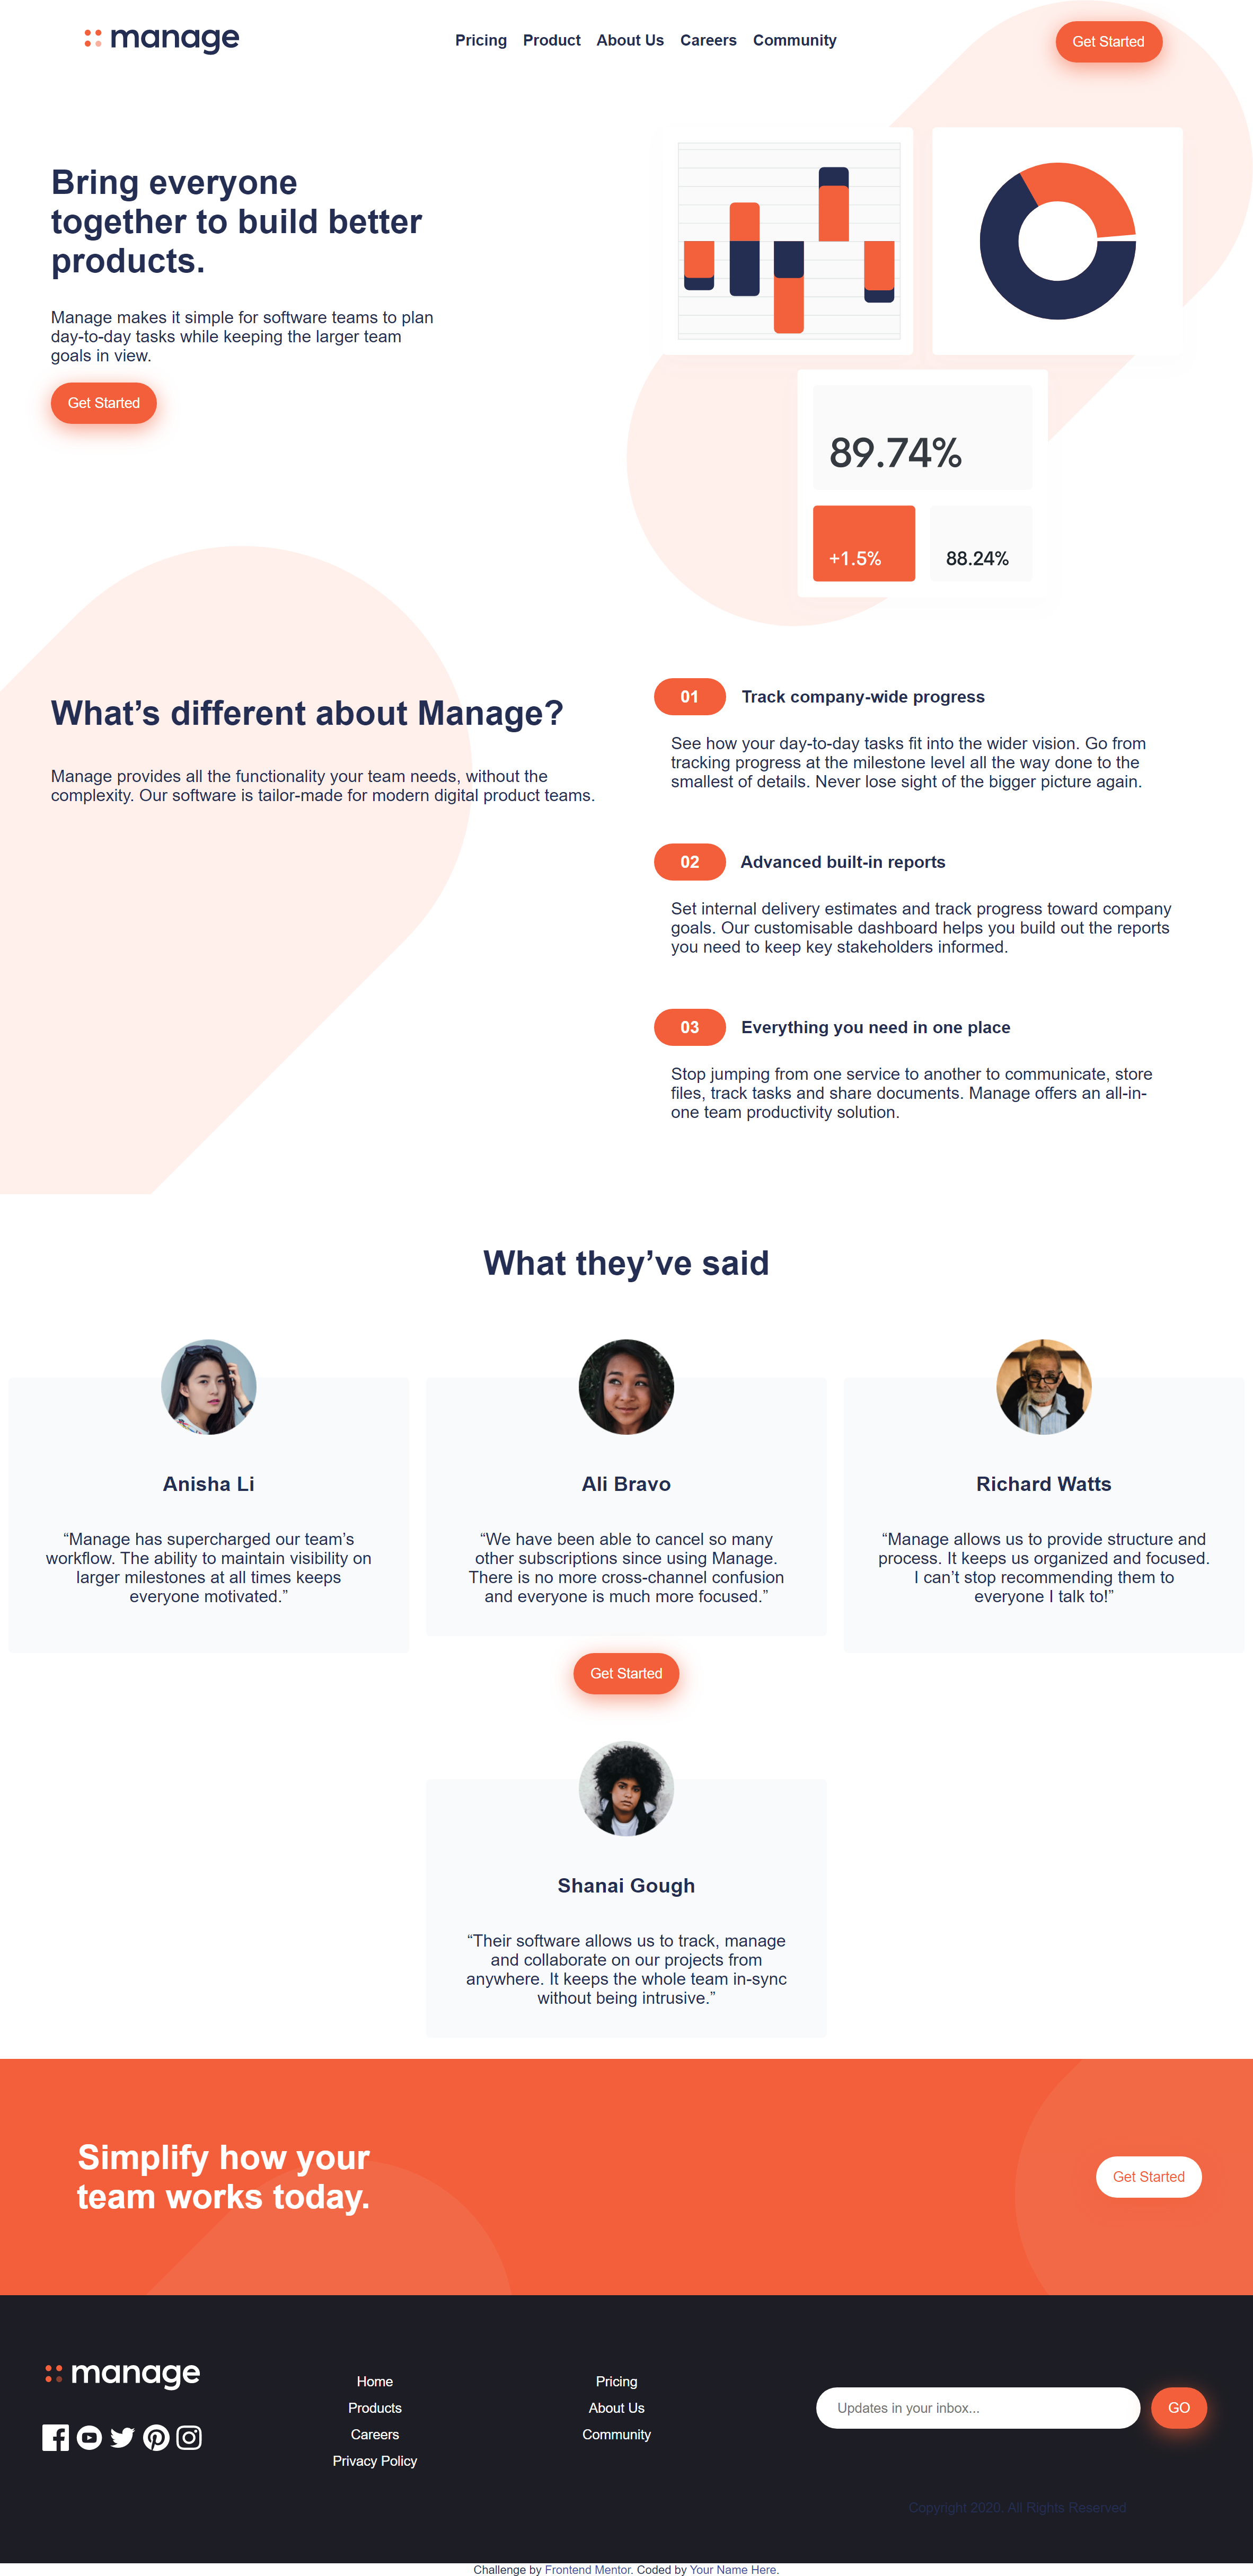 manage
Pricing Product About Us Careers Community
Get Started
Bring everyone
together to build better
products.
Manage makes it simple for software teams to plan
day-to-day tasks while keeping the larger team
goals in view.
Get Started
89.74%
+1.5%
88.24%
What’s different about Manage?
Manage provides all the functionality your team needs, without the
complexity. Our software is tailor-made for modern digital product teams.
01 Track company-wide progress
See how your day-to-day tasks fit into the wider vision. Go from
tracking progress at the milestone level all the way done to the
smallest of details. Never lose sight of the bigger picture again.
02 Advanced built-in reports
Set internal delivery estimates and track progress toward company
goals. Our customisable dashboard helps you build out the reports
you need to keep key stakeholders informed.
03 Everything you need in one place
Stop jumping from one service to another to communicate, store
files, track tasks and share documents. Manage offers an all-in-
one team productivity solution.
What they’ve said
Anisha Li
“Manage has supercharged our team’s
workflow. The ability to maintain visibility on
larger milestones at all times keeps
everyone motivated.”
Ali Bravo
“We have been able to cancel so many
other subscriptions since using Manage.
There is no more cross-channel confusion
and everyone is much more focused.”
Richard Watts
“Manage allows us to provide structure and
process. It keeps us organized and focused.
I can’t stop recommending them to
everyone I talk to!”
Get Started
Shanai Gough
“Their software allows us to track, manage
and collaborate on our projects from
anywhere. It keeps the whole team in-sync
without being intrusive.”
Simplify how your
team works today.
Get Started
manage
Home
Products
Careers
Privacy Policy
Pricing
About Us
Community
Updates in your inbox...
GO
Copyright 2020. All Rights Reserved
Challenge by Frontend Mentor. Coded by Your Name Here.